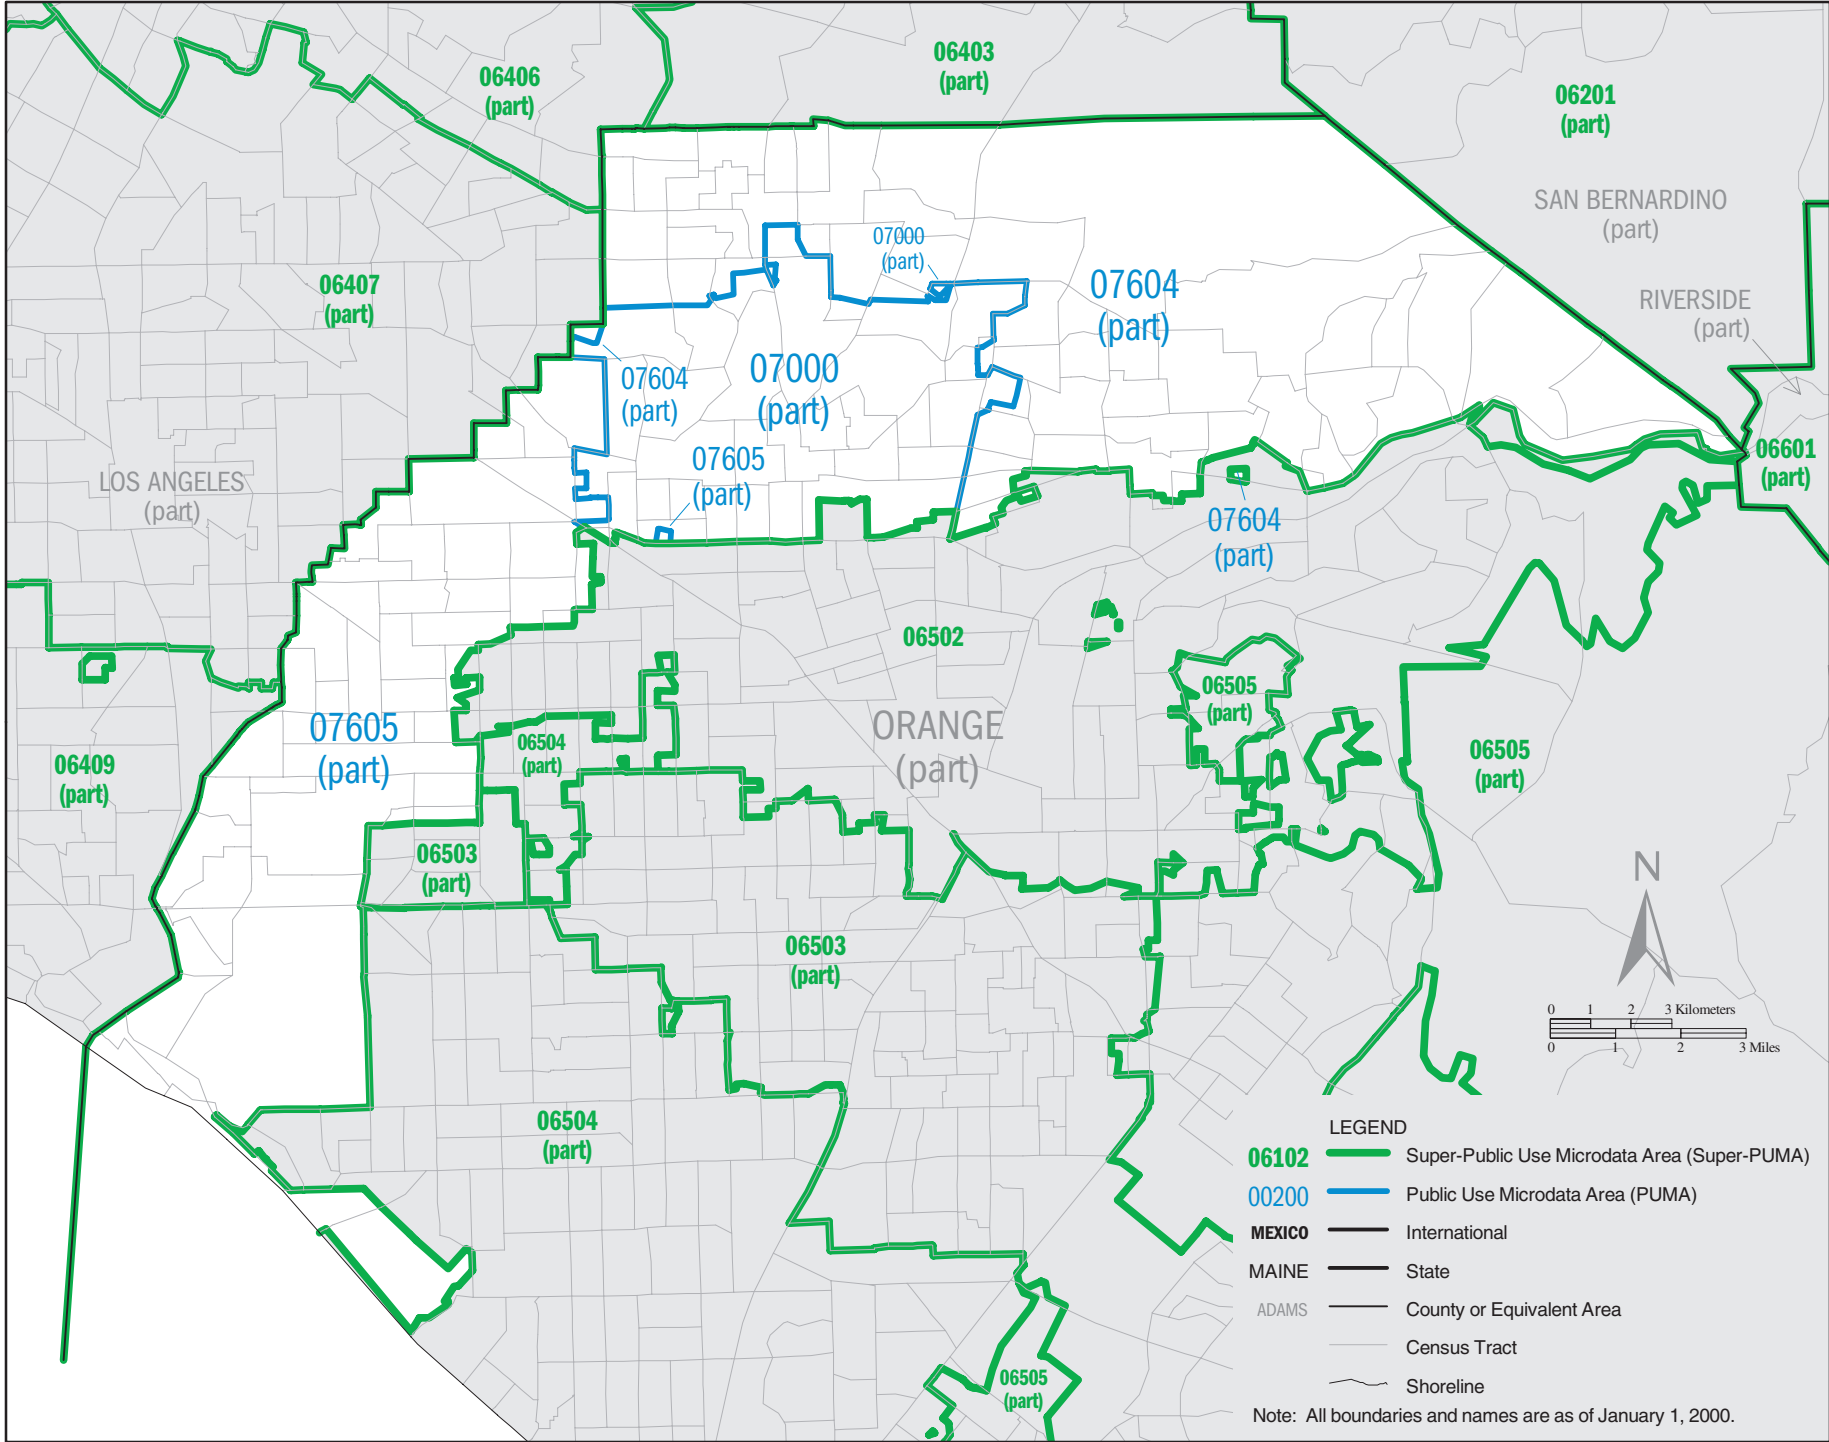 06403
(part)
06406
(part)
06201
(part)
SAN BERNARDINO
(part)
07000
(part)
06407
(part)
07604
(part)
RIVERSIDE
(part)
07604
(part)
07000
(part)
07605
(part)
06601
(part)
LOS ANGELES
(part)
07604
(part)
06502
06505
(part)
07605
(part)
06504
(part)
ORANGE
(part)
06505
(part)
06409
(part)
06503
(part)
N
06503
(part)
0 1 2 3 Kilometers
0 1 2 3 Miles
06504
(part)
06505
(part)
LEGEND
06102 Super-Public Use Microdata Area (Super-PUMA)
00200 Public Use Microdata Area (PUMA)
MEXICO International
MAINE State
ADAMS County or Equivalent Area
Census Tract
Shoreline
Note: All boundaries and names are as of January 1, 2000.